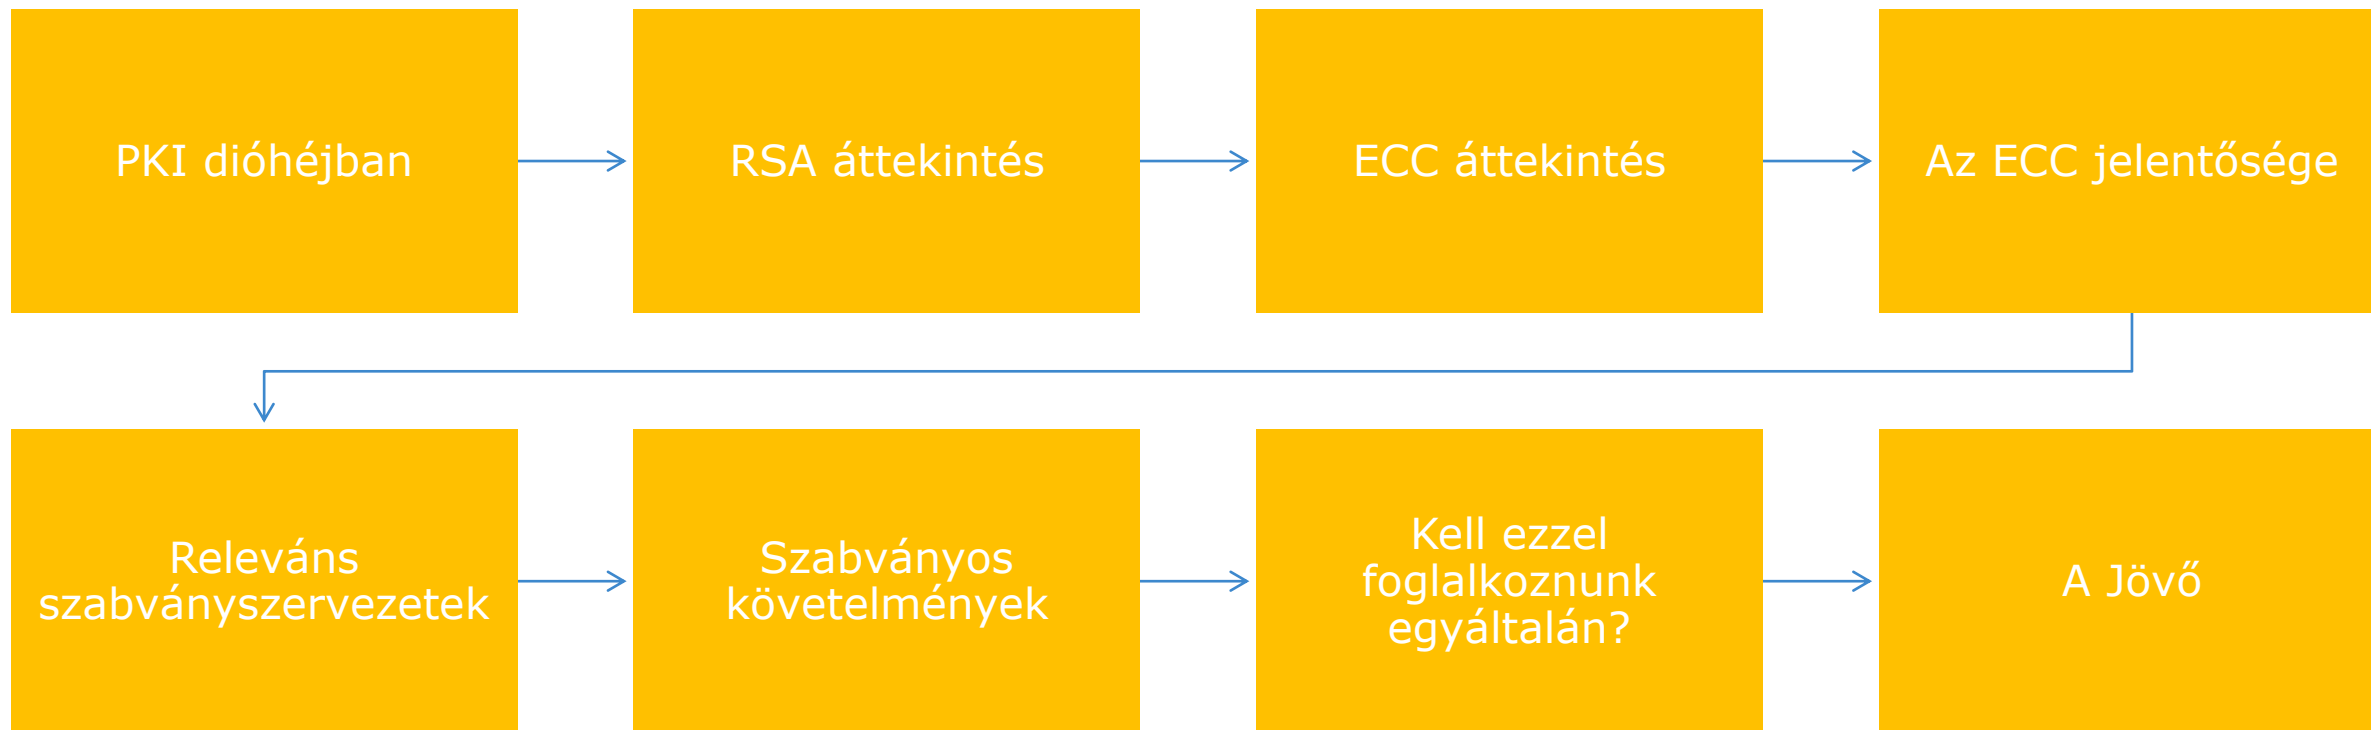 PKI dióhéjban
RSA áttekintés
ECC áttekintés
Az ECC jelentősége
Releváns
szabványszervezetek
Szabványos
követelmények
Kell ezzel
foglalkoznunk
egyáltalán?
A Jövő